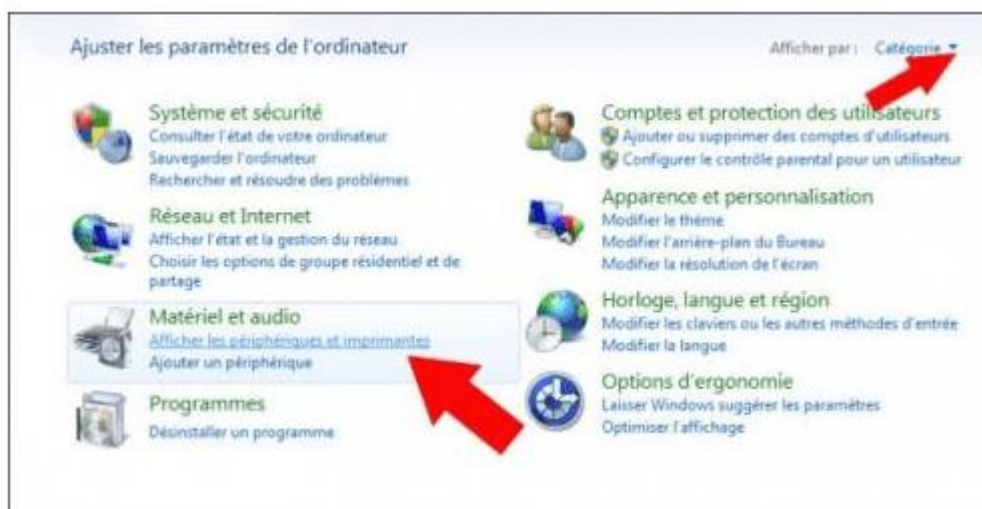 Ajuster les paramètres de l'ordinateur
Afficher par : Catégorie
Système et sécurité
Consulter l'état de votre ordinateur
Sauvegarder l'ordinateur
Rechercher et résoudre des problèmes
Réseau et Internet
Afficher l'état et la gestion du réseau
Choisir les options de groupe résidentiel et de
partage
Matériel et audio
Afficher les périphériques et imprimantes
Ajouter un périphérique
Programmes
Désinstaller un programme
Comptes et protection des utilisateurs
Ajouter ou supprimer des comptes d'utilisateurs
Configurer le contrôle parental pour un utilisateur
Apparence et personnalisation
Modifier le thème
Modifier l'arrière-plan du Bureau
Modifier la résolution de l'écran
Horloge, langue et région
Modifier les claviers ou les autres méthodes d'entrée
Modifier la langue
Options d'ergonomie
Laisser Windows suggérer les paramètres
Optimiser l'affichage